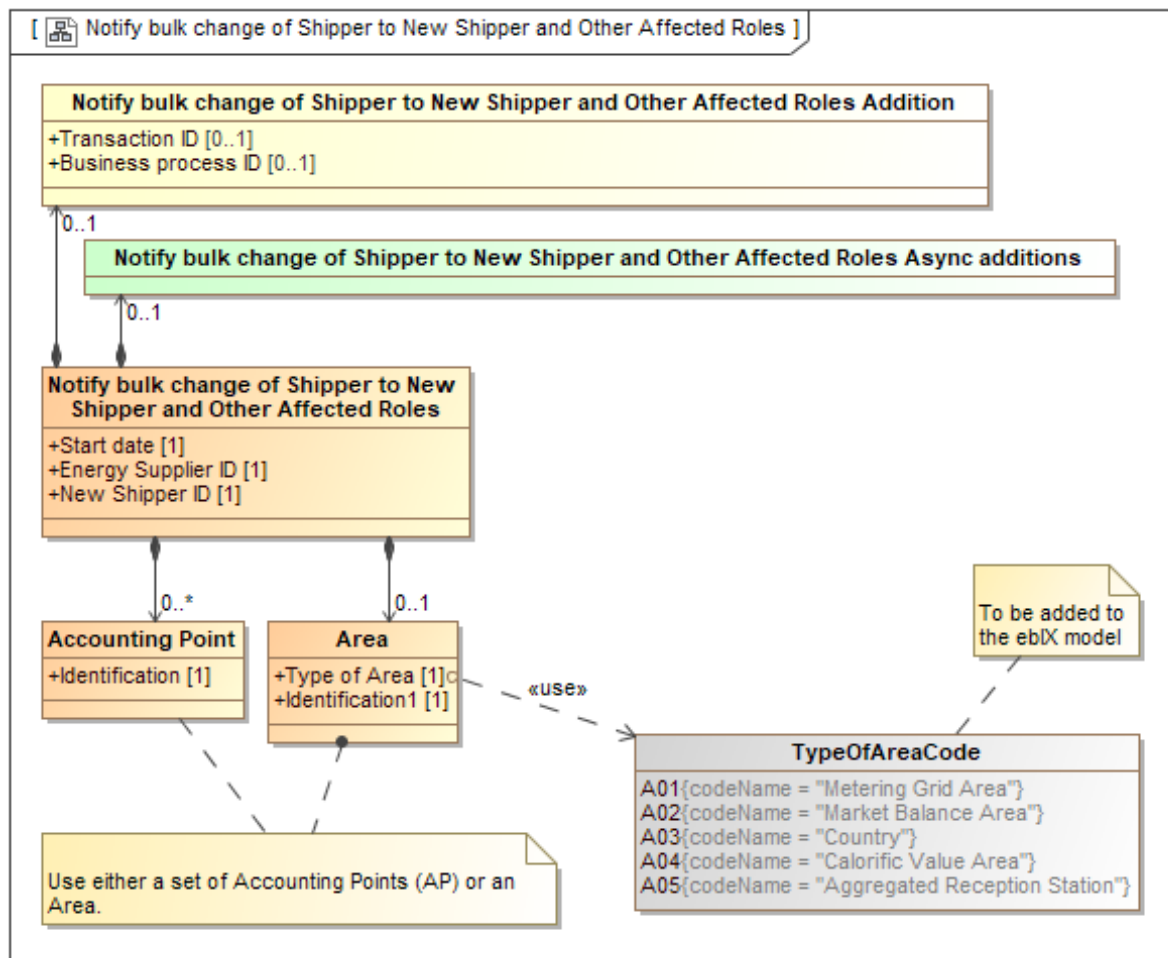 [ Notify bulk change of Shipper to New Shipper and Other Affected Roles ]
Notify bulk change of Shipper to New Shipper and Other Affected Roles Addition
+Transaction ID [0..1]
+Business process ID [0..1]
0..1
Notify bulk change of Shipper to New Shipper and Other Affected Roles Async additions
0..1
Notify bulk change of Shipper to New
Shipper and Other Affected Roles
+Start date [1]
+Energy Supplier ID [1]
+New Shipper ID [1]
0..*
0..1
Accounting Point
+Identification [1]
Area
+Type of Area [1]
+Identification1 [1]
«use»
To be added to
the ebIX model
TypeOfAreaCode
A01{codeName = "Metering Grid Area"}
A02{codeName = "Market Balance Area"}
A03{codeName = "Country"}
A04{codeName = "Calorific Value Area"}
A05{codeName = "Aggregated Reception Station"}
Use either a set of Accounting Points (AP) or an
Area.